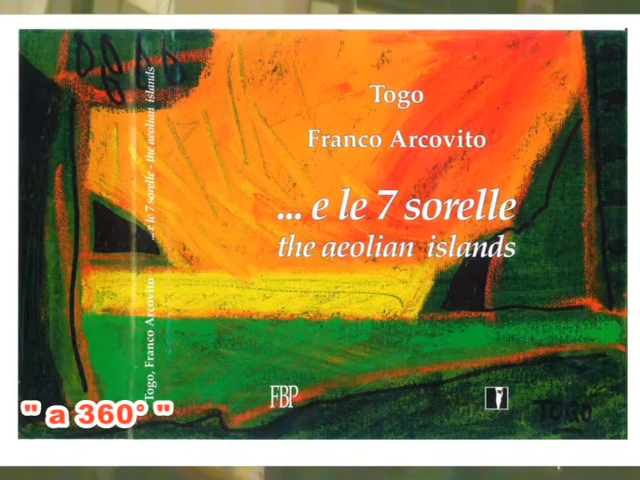 Togo
Franco Arcovito
... e le 7 sorelle
the aeolian islands
Togo, Franco Arcovito ...e le 7 sorelle - the aeolian islands
FBP
TOGO
" a 360° "